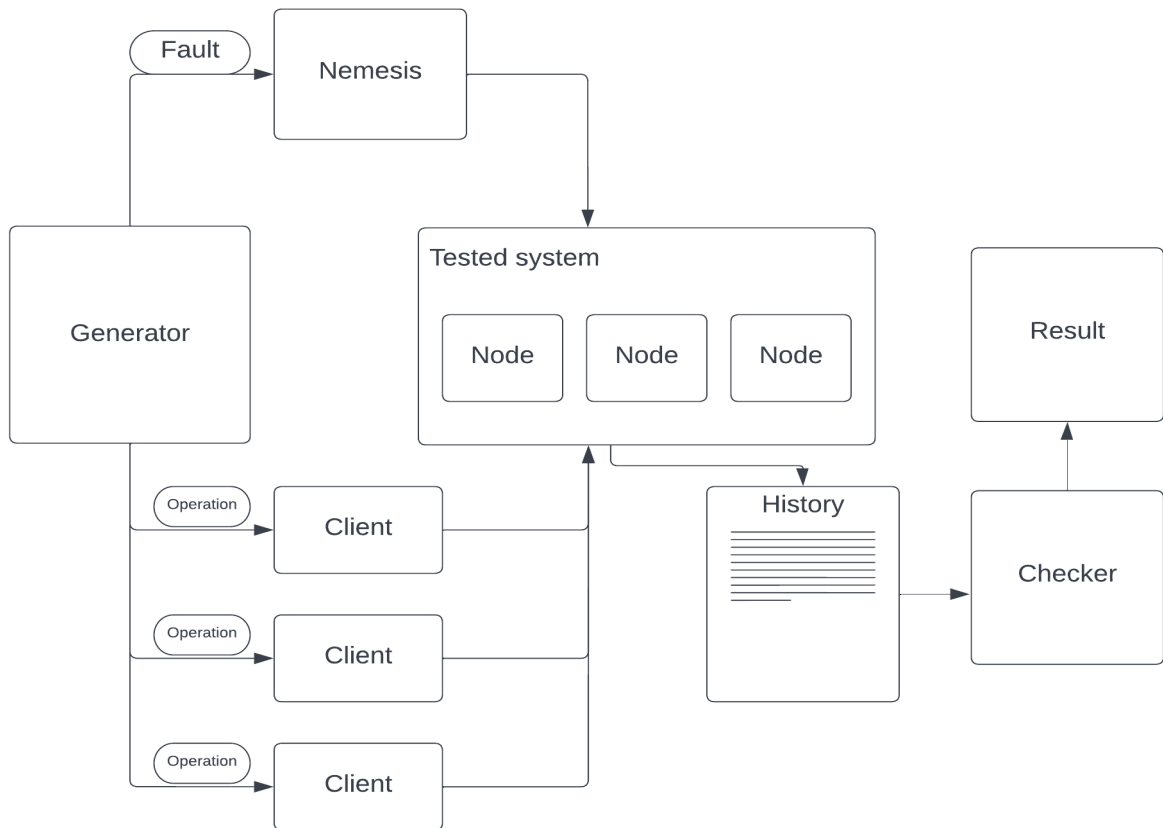 Fault
Nemesis
Generator
Tested system
Node
Node
Node
Result
Operation
Client
History
Checker
Operation
Client
Operation
Client